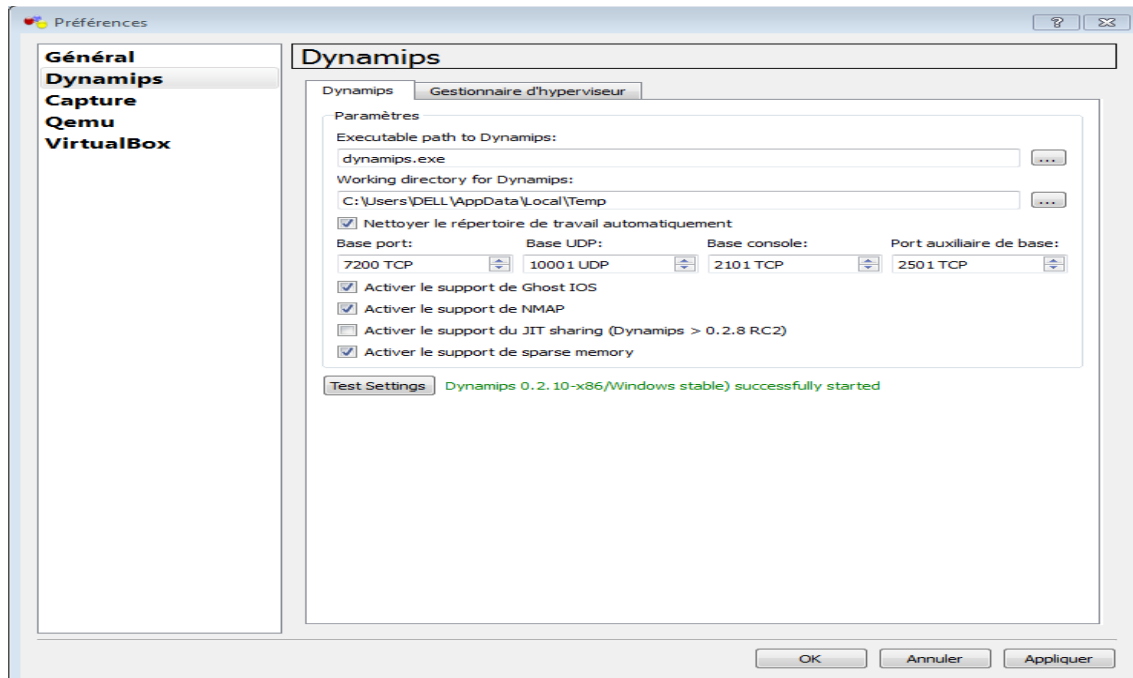 Préférences
Général
Dynamips
Capture
Qemu
VirtualBox
Dynamips
Dynamips
Gestionnaire d'hyperviseur
Paramètres
Executable path to Dynamips:
dynamips.exe
...
Working directory for Dynamips:
C:\Users\DELL\AppData\Local\Temp
...
Nettoyer le répertoire de travail automatiquement
Base port: Base UDP: Base console: Port auxiliaire de base:
7200 TCP 10001 UDP 2101 TCP 2501 TCP
Activer le support de Ghost IOS
Activer le support de NMAP
Activer le support du JIT sharing (Dynamips > 0.2.8 RC2)
Activer le support de sparse memory
Test Settings Dynamips 0.2.10-x86/Windows stable) successfully started
OK Annuler Appliquer